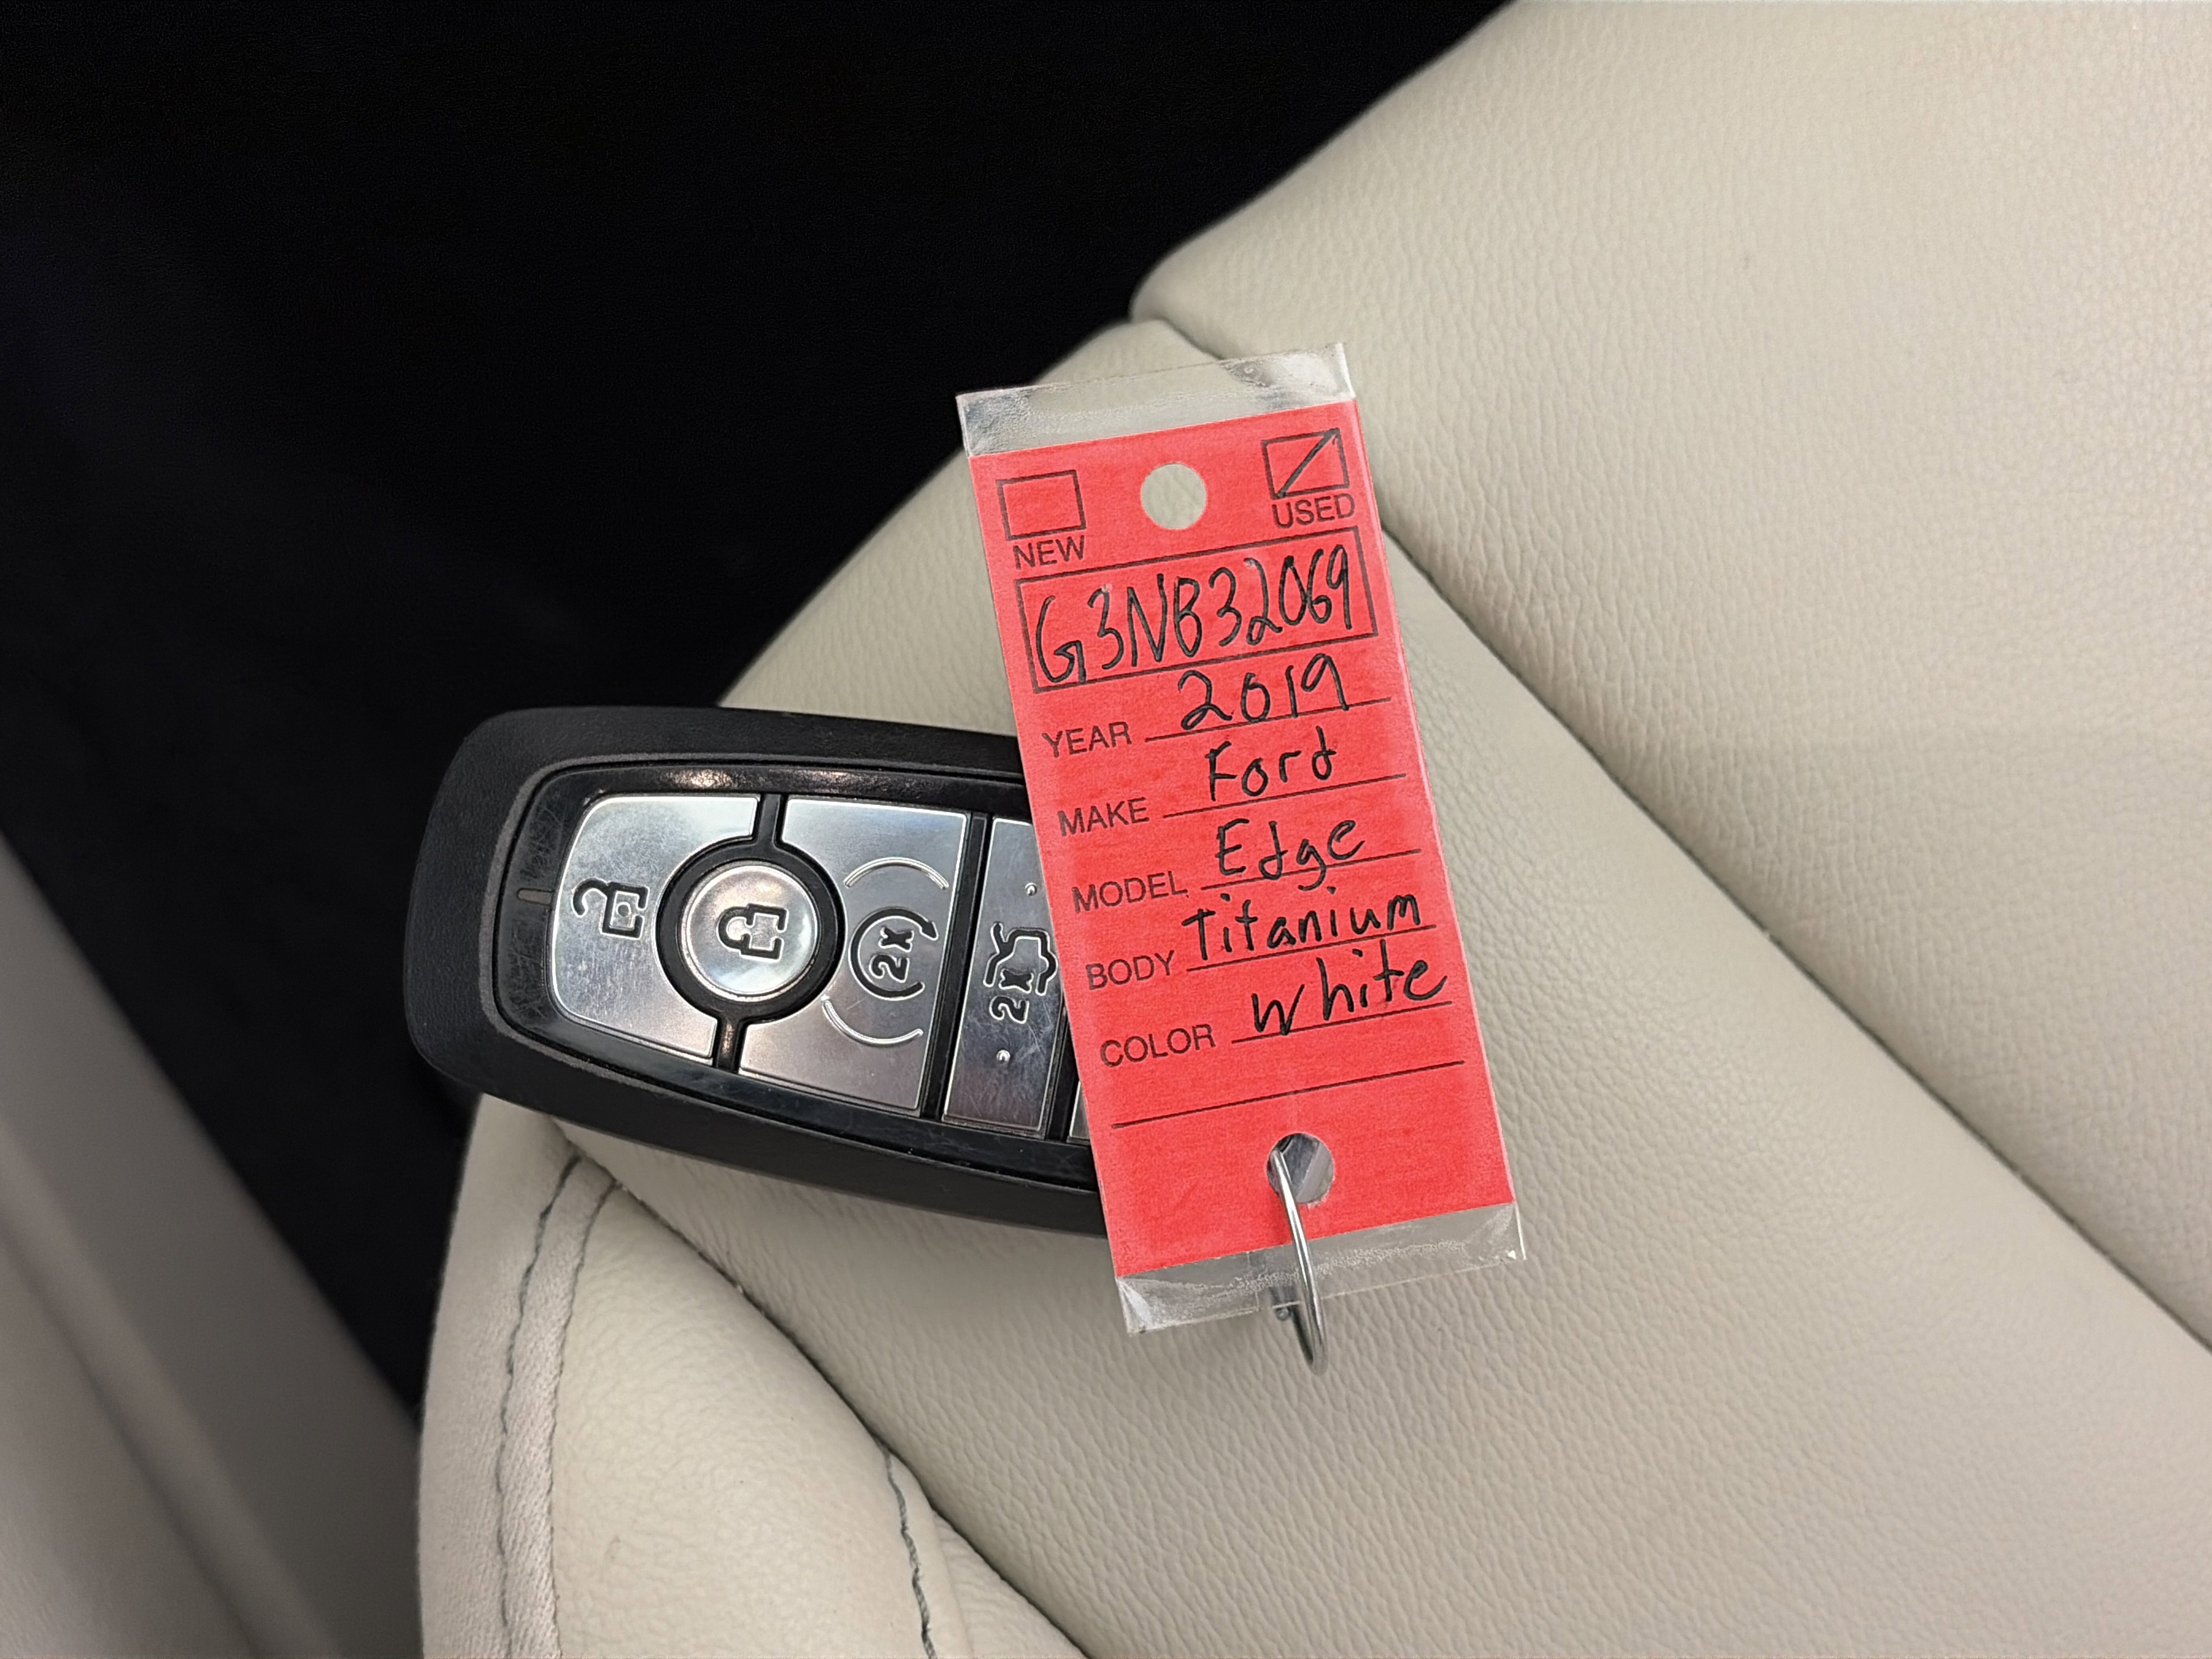 NEW USED
G3NB32069
YEAR 2019
MAKE Ford
MODEL Edge
BODY Titanium
COLOR White
2x
2x